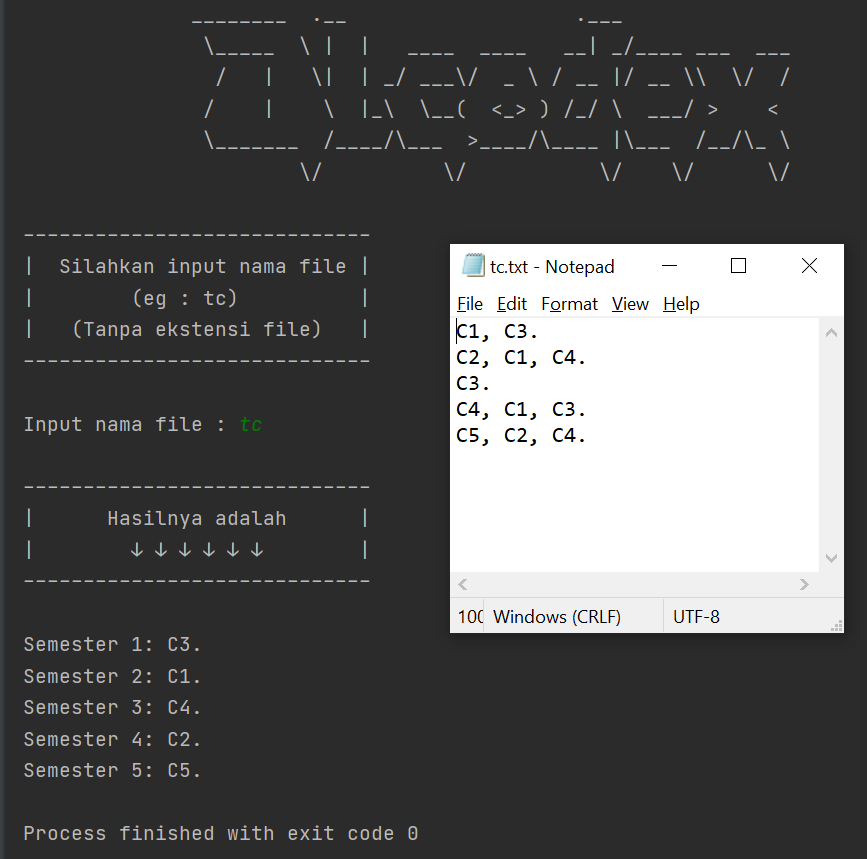 ________  .__                   .___
\_____  \ |  |   ____  ____   __| _/____ ___  ___
 /   |   \|  | _/ ___\/  _ \ / __ |/ __ \\  \/  /
/    |    \  |_\  \__(  <_> ) /_/ \  ___/ >    <
\_______  /____/\___  >____/\____ |\___  /__/\_ \
        \/          \/           \/    \/      \/
-----------------------------
|  Silahkan input nama file |
|        (eg : tc)          |
|   (Tanpa ekstensi file)   |
-----------------------------
Input nama file : tc
-----------------------------
|      Hasilnya adalah      |
|        ↓ ↓ ↓ ↓ ↓ ↓        |
-----------------------------
Semester 1: C3.
Semester 2: C1.
Semester 3: C4.
Semester 4: C2.
Semester 5: C5.
Process finished with exit code 0
tc.txt - Notepad
File Edit Format View Help
C1, C3.
C2, C1, C4.
C3.
C4, C1, C3.
C5, C2, C4.
100 Windows (CRLF) UTF-8